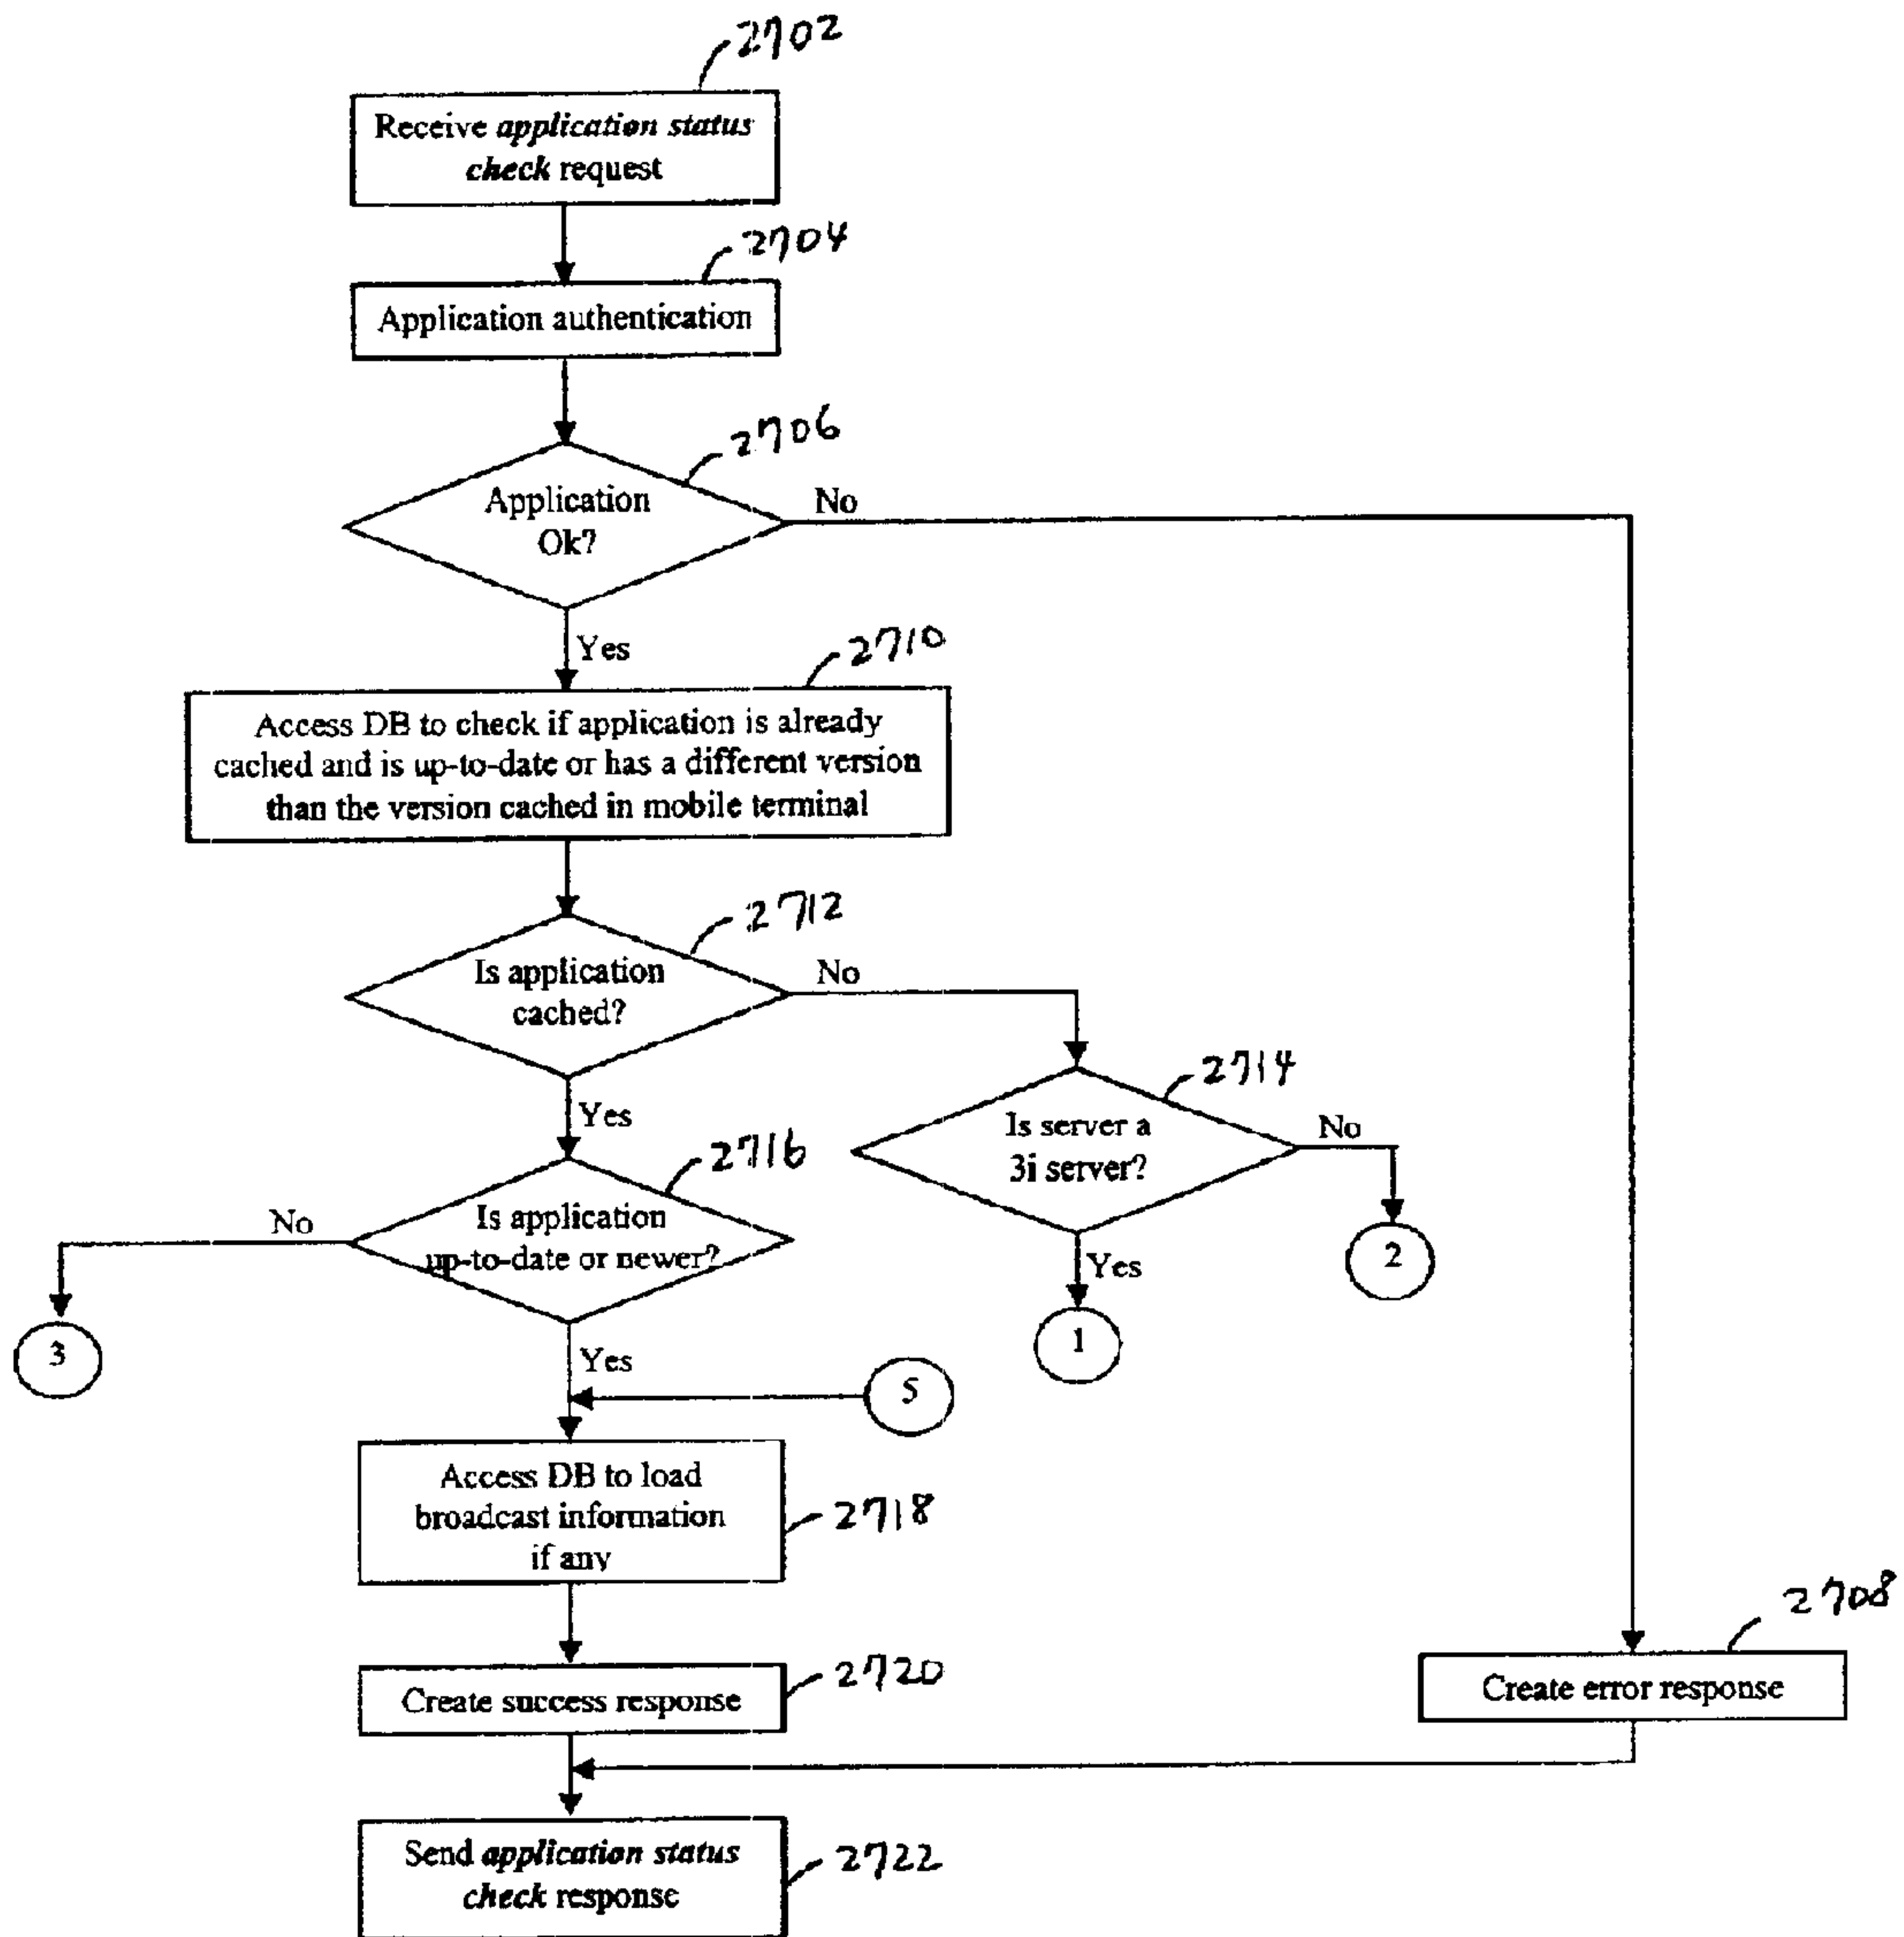 2702
Receive application status
check request
2704
Application authentication
2706
Application
Ok?
No
Yes
2710
Access DB to check if application is already
cached and is up-to-date or has a different version
than the version cached in mobile terminal
2712
Is application
cached?
No
Yes
2714
Is server a
3i server?
No
2
Yes
1
2716
Is application
up-to-date or newer?
No
3
Yes
5
Access DB to load
broadcast information
if any
2718
2708
Create success response
2720
Create error response
Send application status
check response
2722